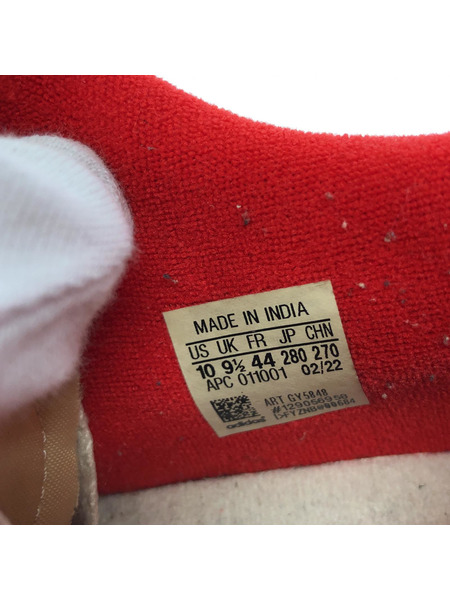 MADE IN INDIA
US UK FR JP CHN
10 9½ 44 280 270
APC 011001 02/22
ART GY5848
#129056950
adidas